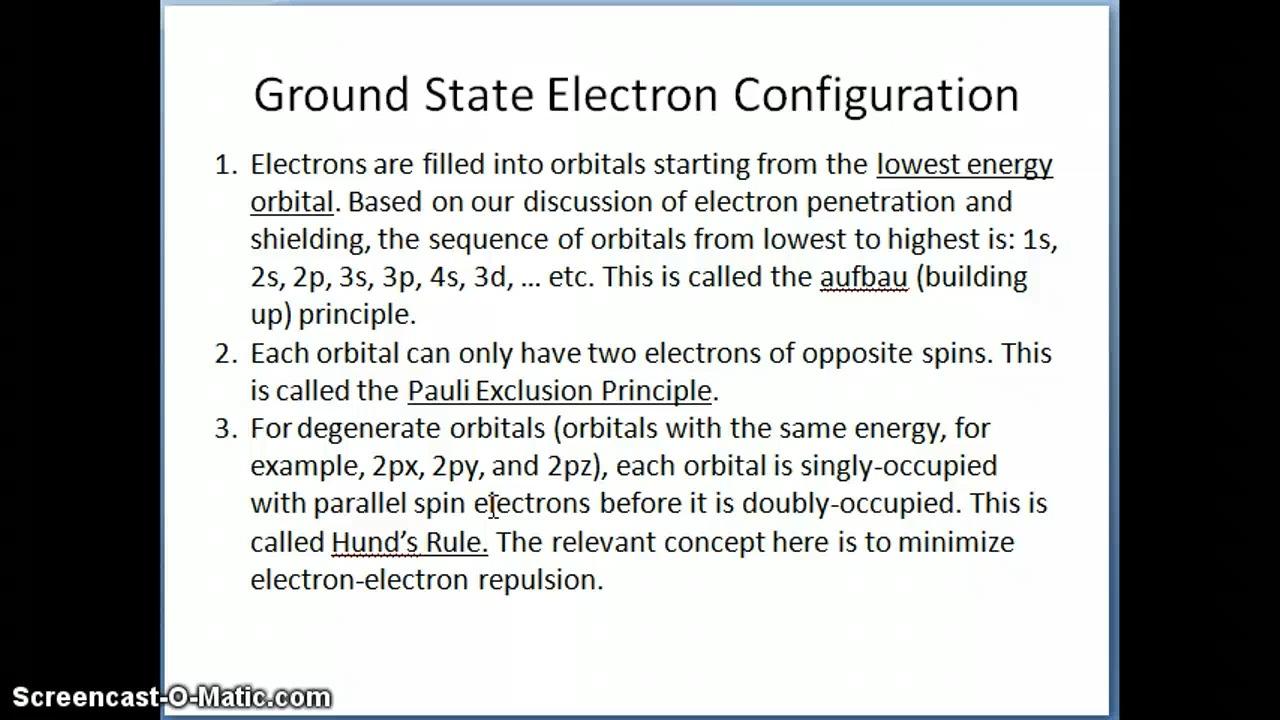 Ground State Electron Configuration
1. Electrons are filled into orbitals starting from the lowest energy
orbital. Based on our discussion of electron penetration and
shielding, the sequence of orbitals from lowest to highest is: 1s,
2s, 2p, 3s, 3p, 4s, 3d, ... etc. This is called the aufbau (building
up) principle.
2. Each orbital can only have two electrons of opposite spins. This
is called the Pauli Exclusion Principle.
3. For degenerate orbitals (orbitals with the same energy, for
example, 2px, 2py, and 2pz), each orbital is singly-occupied
with parallel spin electrons before it is doubly-occupied. This is
called Hund’s Rule. The relevant concept here is to minimize
electron-electron repulsion.
Screencast-O-Matic.com